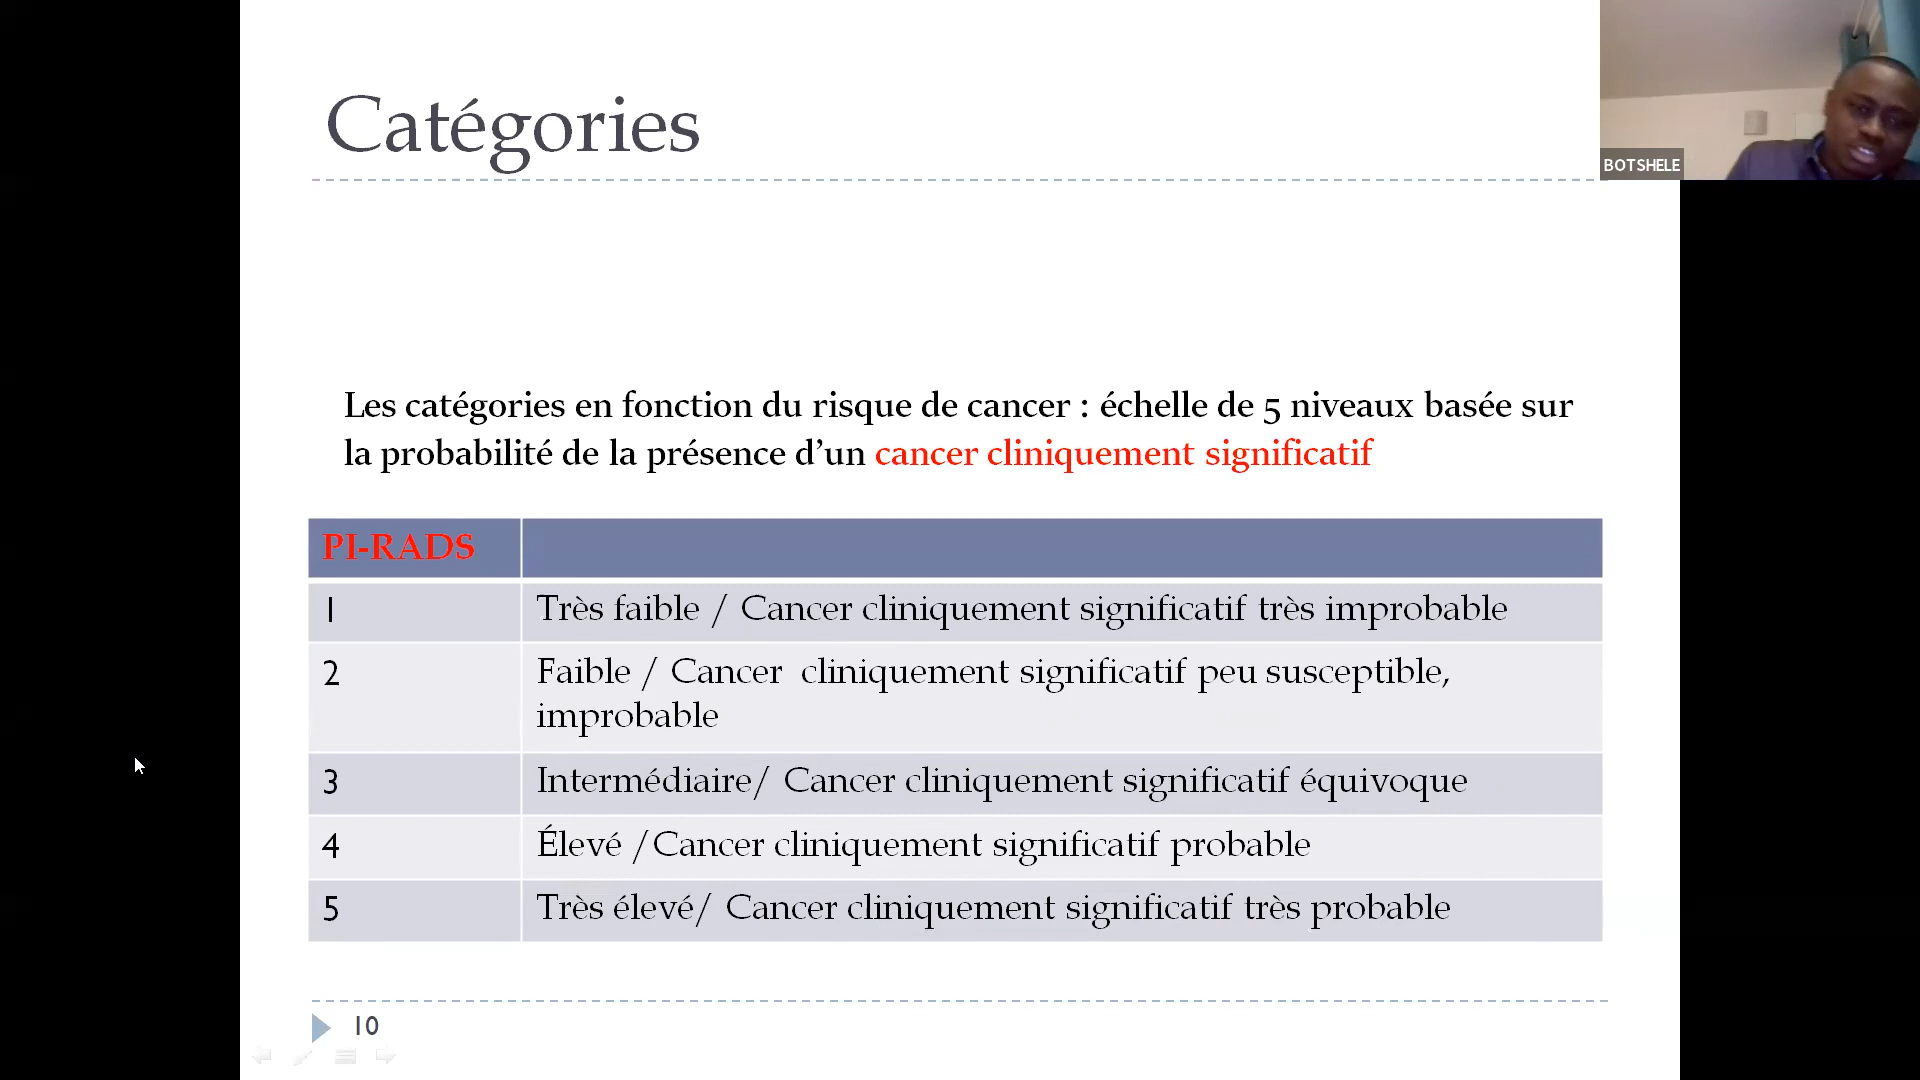 Catégories
BOTSHELE
Les catégories en fonction du risque de cancer : échelle de 5 niveaux basée sur
la probabilité de la présence d’un cancer cliniquement significatif
PI-RADS
1 Très faible / Cancer cliniquement significatif très improbable
2 Faible / Cancer cliniquement significatif peu susceptible,
improbable
3 Intermédiaire/ Cancer cliniquement significatif équivoque
4 Élevé /Cancer cliniquement significatif probable
5 Très élevé/ Cancer cliniquement significatif très probable
10